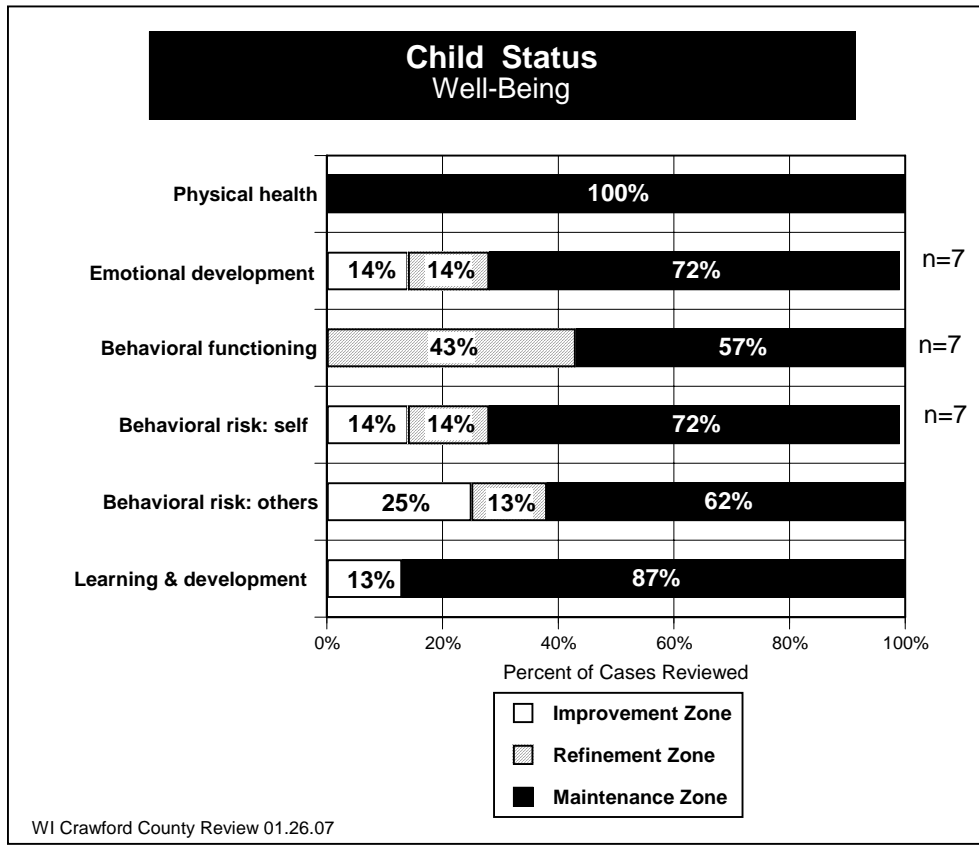 Child Status
Well-Being
Physical health
100%
Emotional development
14% 14% 72%
n=7
Behavioral functioning
43% 57%
n=7
Behavioral risk: self
14% 14% 72%
n=7
Behavioral risk: others
25% 13% 62%
Learning & development
13% 87%
0% 20% 40% 60% 80% 100%
Percent of Cases Reviewed
Improvement Zone
Refinement Zone
Maintenance Zone
WI Crawford County Review 01.26.07